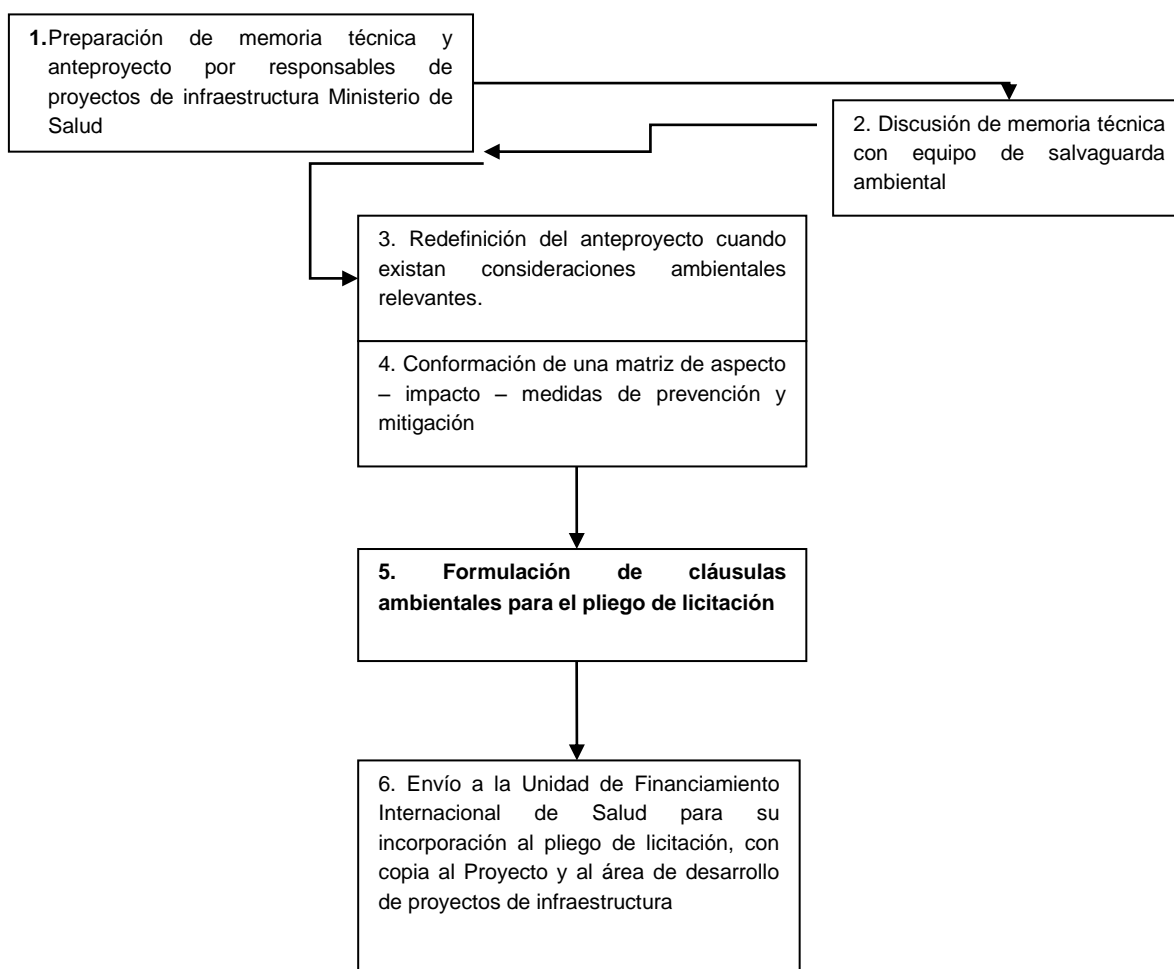 1.Preparación de memoria técnica y
anteproyecto por responsables de
proyectos de infraestructura Ministerio de
Salud
2. Discusión de memoria técnica
con equipo de salvaguarda
ambiental
3. Redefinición del anteproyecto cuando
existan consideraciones ambientales
relevantes.
4. Conformación de una matriz de aspecto
– impacto – medidas de prevención y
mitigación
5. Formulación de cláusulas
ambientales para el pliego de licitación
6. Envío a la Unidad de Financiamiento
Internacional de Salud para su
incorporación al pliego de licitación, con
copia al Proyecto y al área de desarrollo
de proyectos de infraestructura